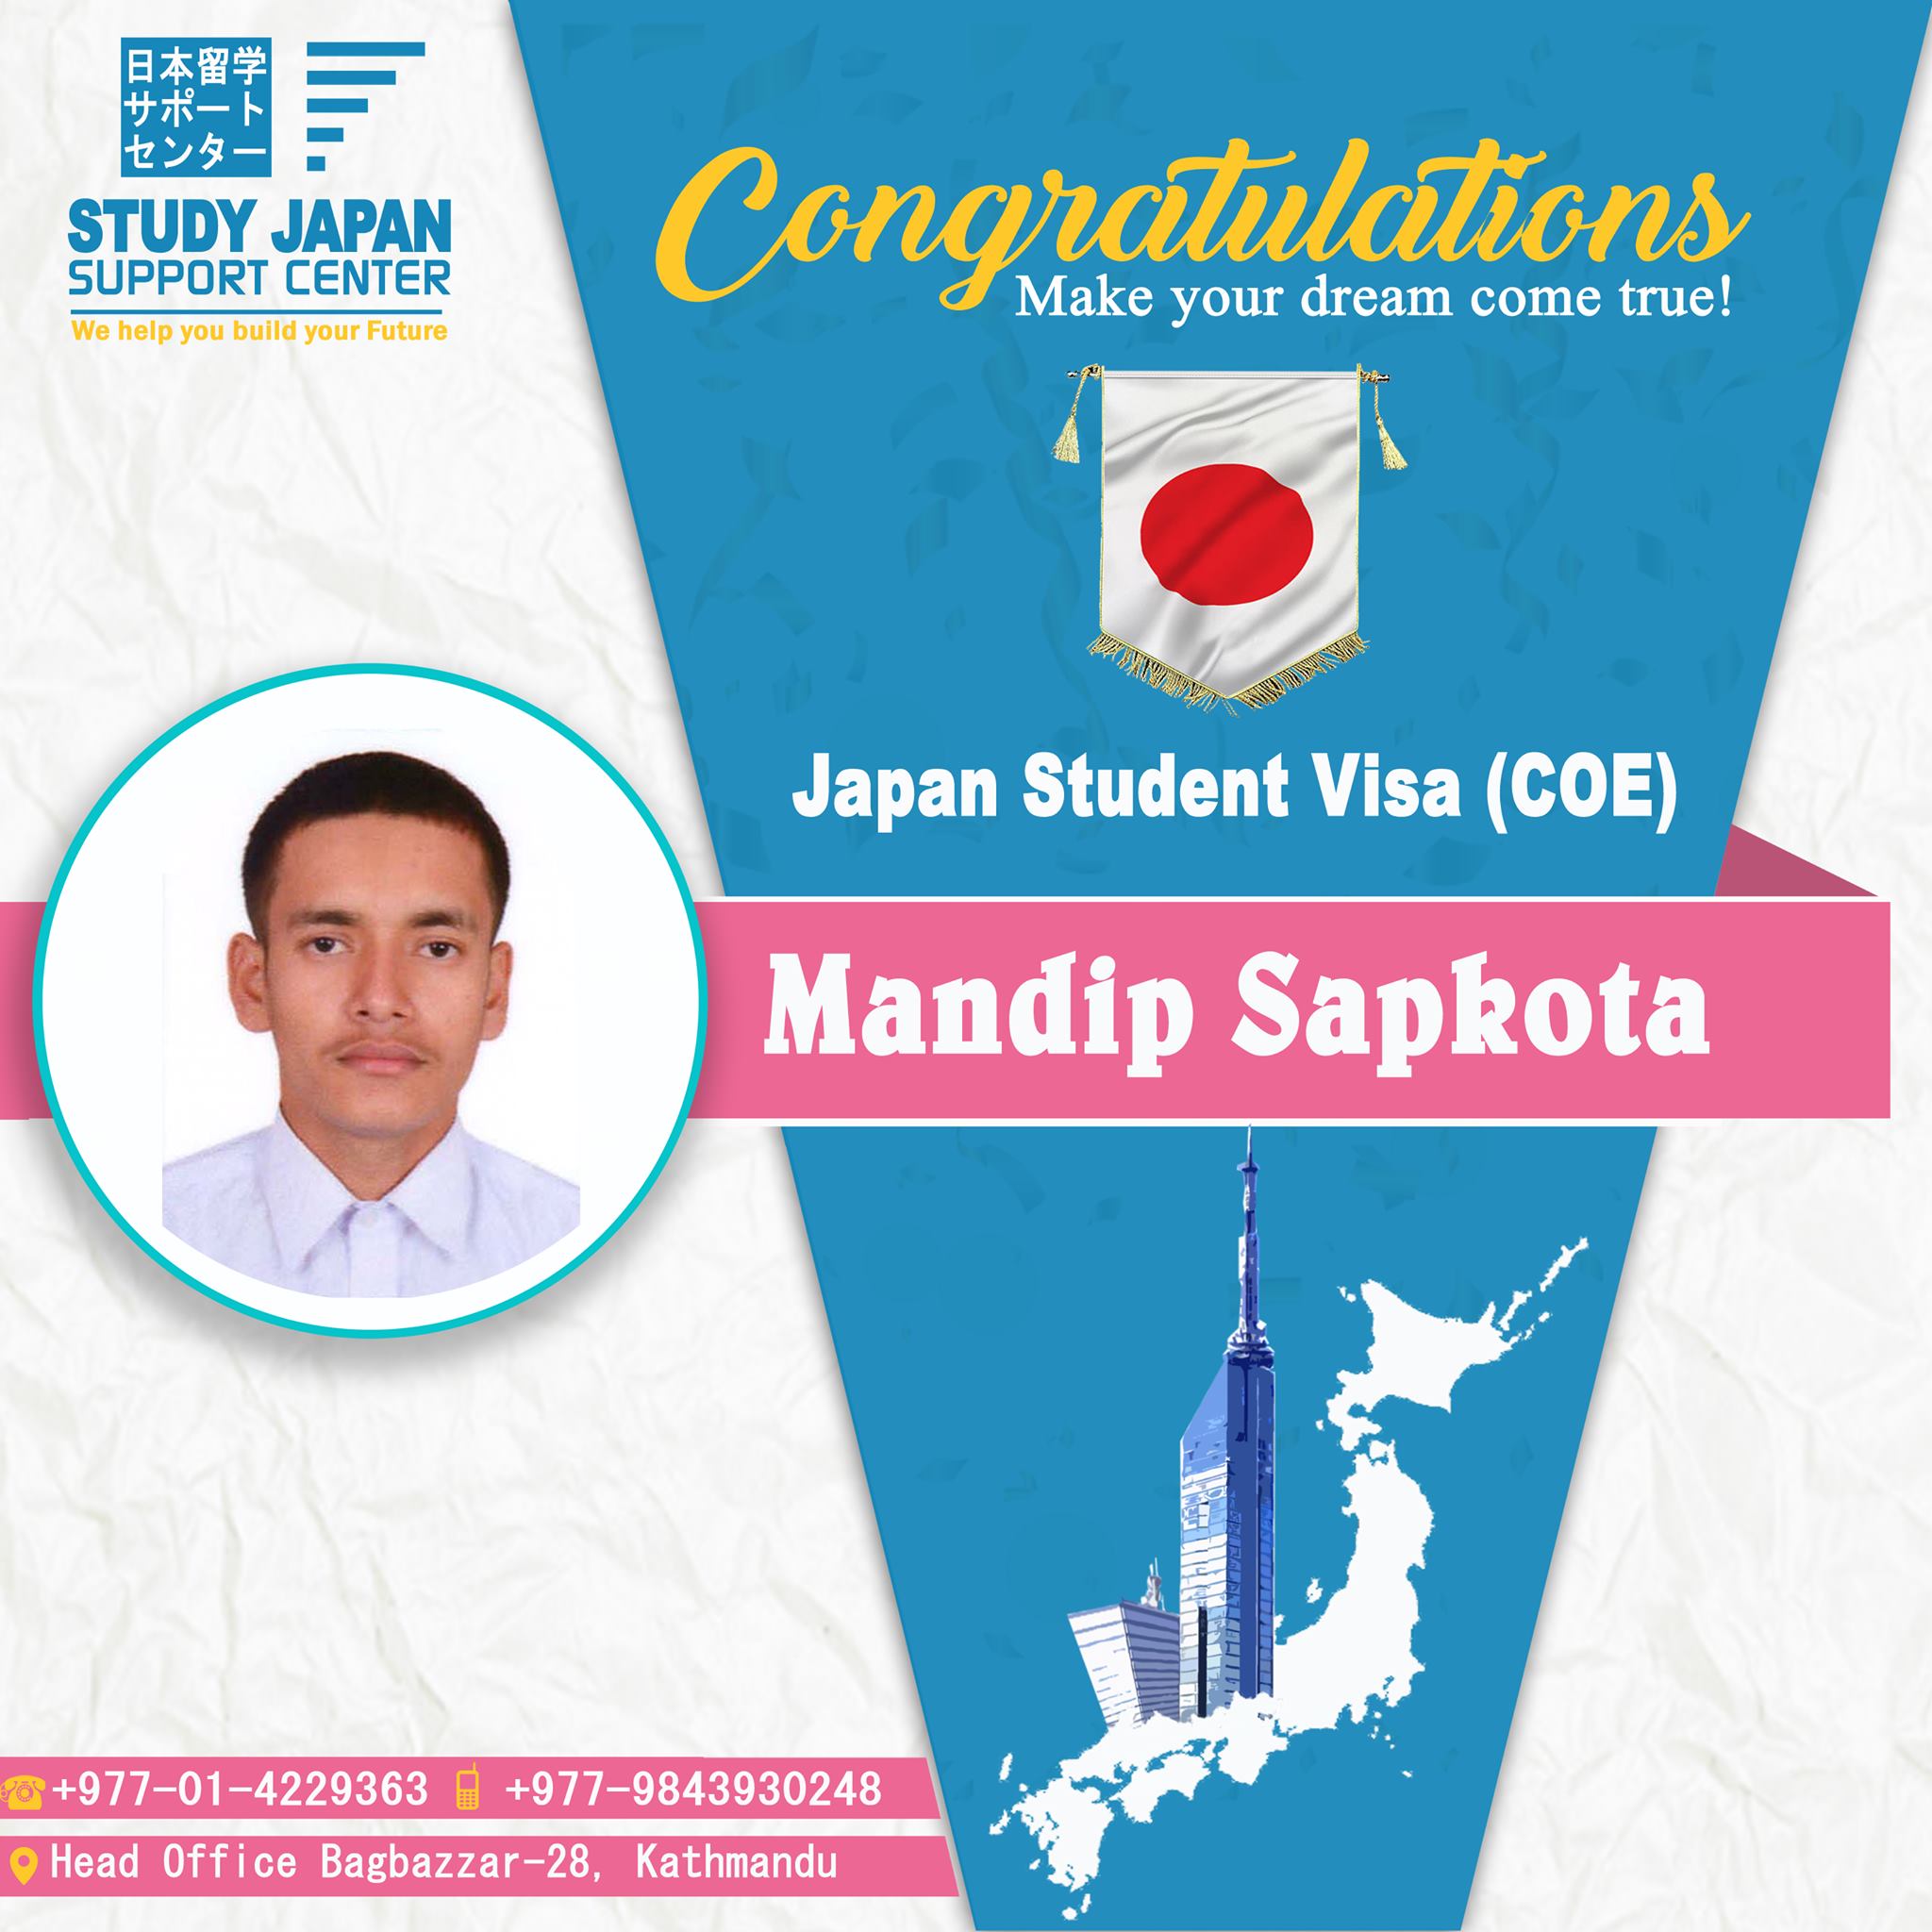 日本留学
サポート
センター
STUDY JAPAN
SUPPORT CENTER
We help you build your Future
Congratulations
Make your dream come true!
Japan Student Visa (COE)
Mandip Sapkota
+977-01-4229363 +977-9843930248
Head Office Bagbazzar-28, Kathmandu